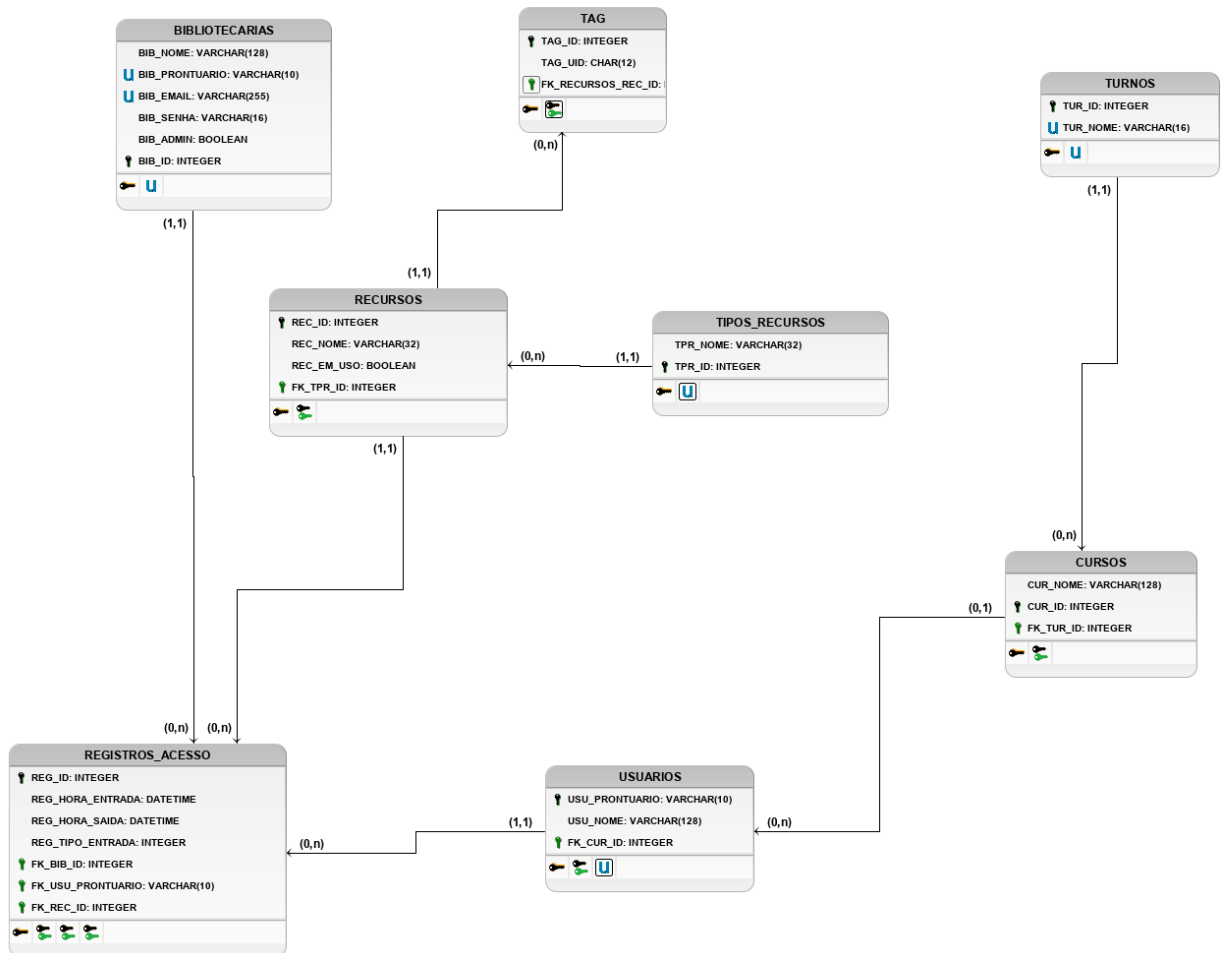 BIBLIOTECARIAS
BIB_NOME: VARCHAR(128)
U BIB_PRONTUARIO: VARCHAR(10)
U BIB_EMAIL: VARCHAR(255)
BIB_SENHA: VARCHAR(16)
BIB_ADMIN: BOOLEAN
BIB_ID: INTEGER
U
(1,1)
TAG
TAG_ID: INTEGER
TAG_UID: CHAR(12)
FK_RECURSOS_REC_ID:
(0,n)
TURNOS
TUR_ID: INTEGER
U TUR_NOME: VARCHAR(16)
U
(1,1)
(1,1)
RECURSOS
REC_ID: INTEGER
REC_NOME: VARCHAR(32)
REC_EM_USO: BOOLEAN
FK_TPR_ID: INTEGER
(1,1)
(0,n)
(1,1)
TIPOS_RECURSOS
TPR_NOME: VARCHAR(32)
TPR_ID: INTEGER
U
(0,n)
CURSOS
CUR_NOME: VARCHAR(128)
CUR_ID: INTEGER
FK_TUR_ID: INTEGER
(0,1)
(0,n)
(0,n)
REGISTROS_ACESSO
REG_ID: INTEGER
REG_HORA_ENTRADA: DATETIME
REG_HORA_SAIDA: DATETIME
REG_TIPO_ENTRADA: INTEGER
FK_BIB_ID: INTEGER
FK_USU_PRONTUARIO: VARCHAR(10)
FK_REC_ID: INTEGER
(0,n)
(1,1)
USUARIOS
USU_PRONTUARIO: VARCHAR(10)
USU_NOME: VARCHAR(128)
FK_CUR_ID: INTEGER
U
(0,n)